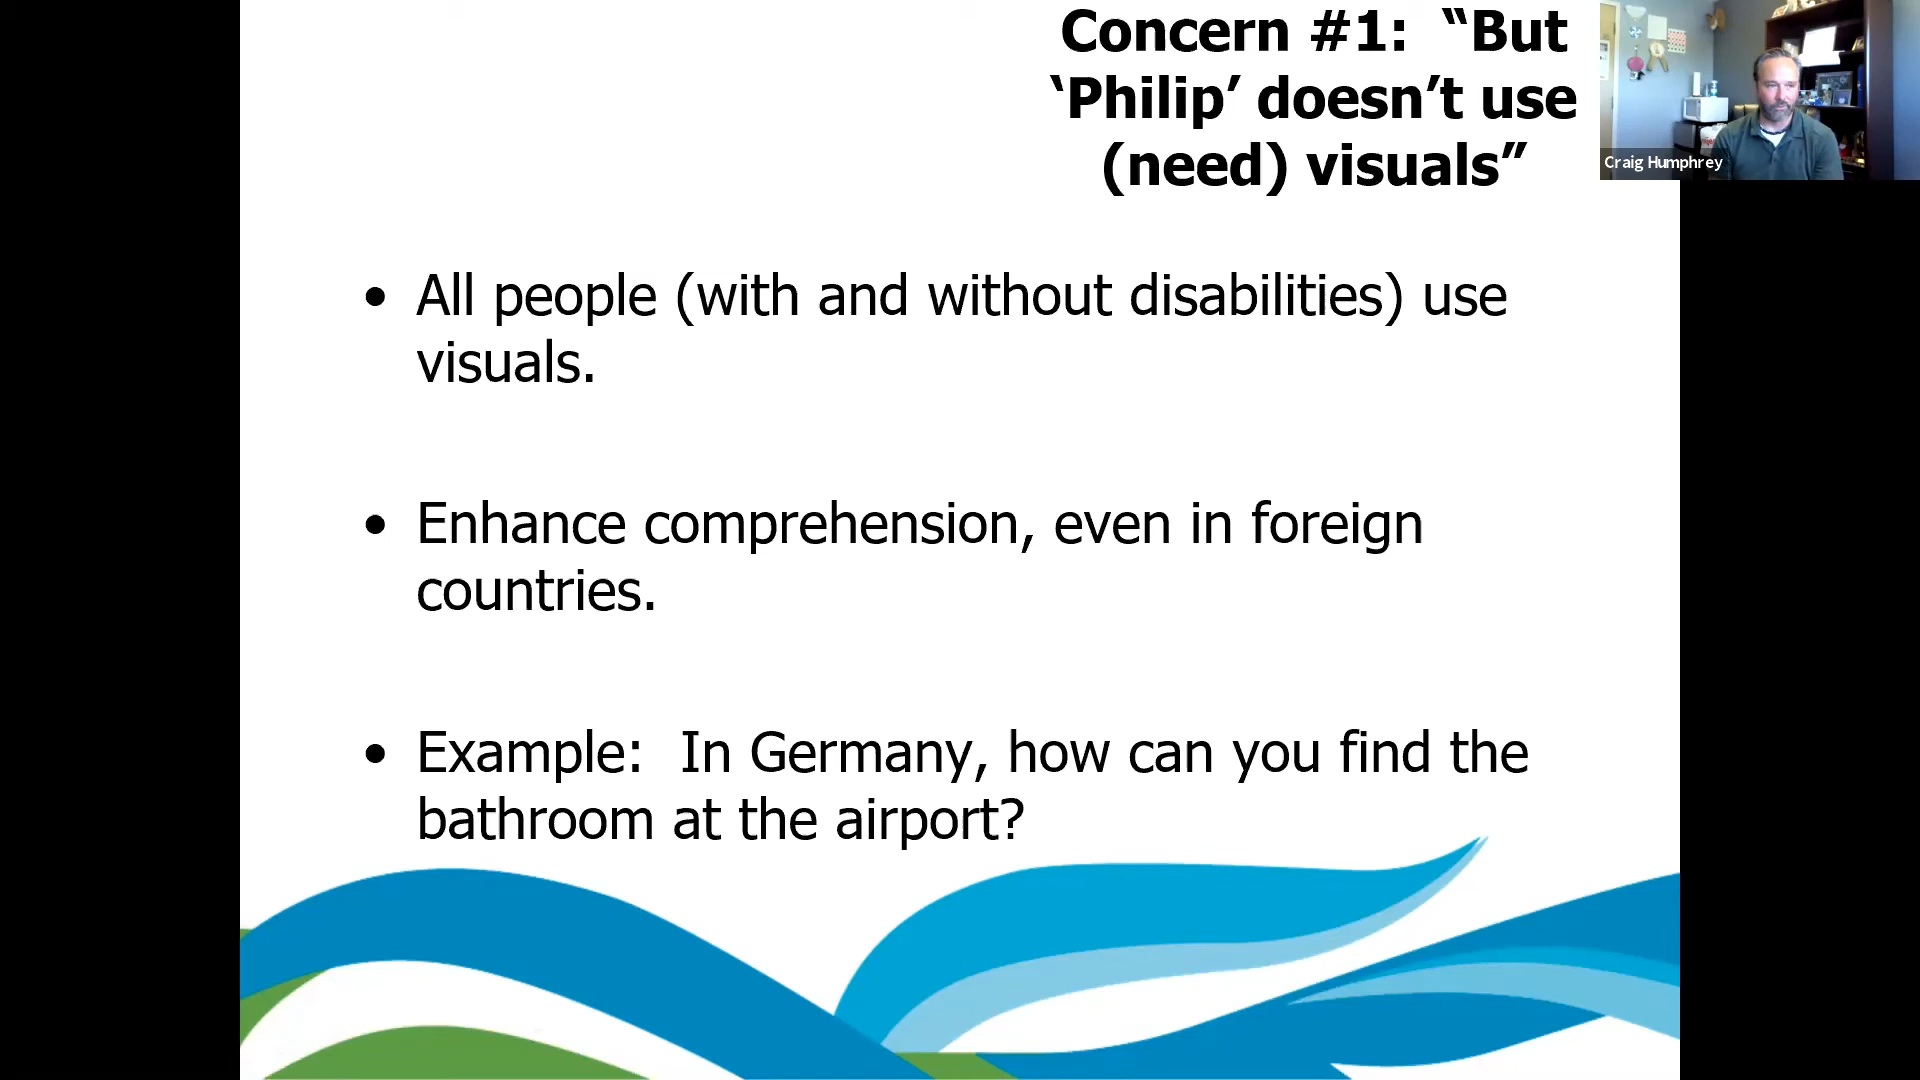 Concern #1:  “But
‘Philip’ doesn’t use
(need) visuals”
Craig Humphrey
• All people (with and without disabilities) use
visuals.
• Enhance comprehension, even in foreign
countries.
• Example:  In Germany, how can you find the
bathroom at the airport?